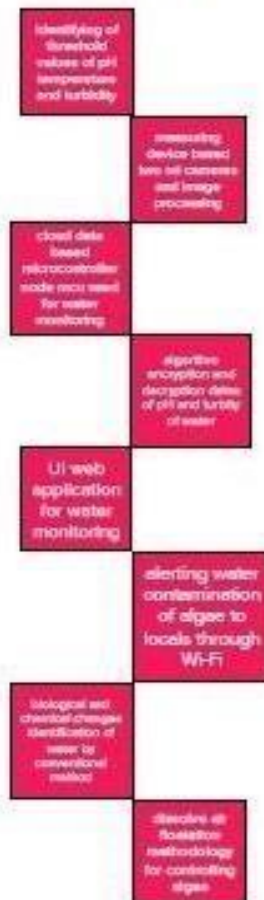 identifying of
threshold
values of pH
temperature
and turbidity
measuring
device based
two cameras
and image
processing
cloud data
based
microcontroller
node mcu used
for water
monitoring
algorithm
encryption and
decryption
of pH and
of water
UI web
application
for water
monitoring
alerting water
contamination
of algae to
locals through
Wi-Fi
biological and
chemical changes
identification of
water by
conventional
method
dissolve air
floatation
methodology
for controlling
algae